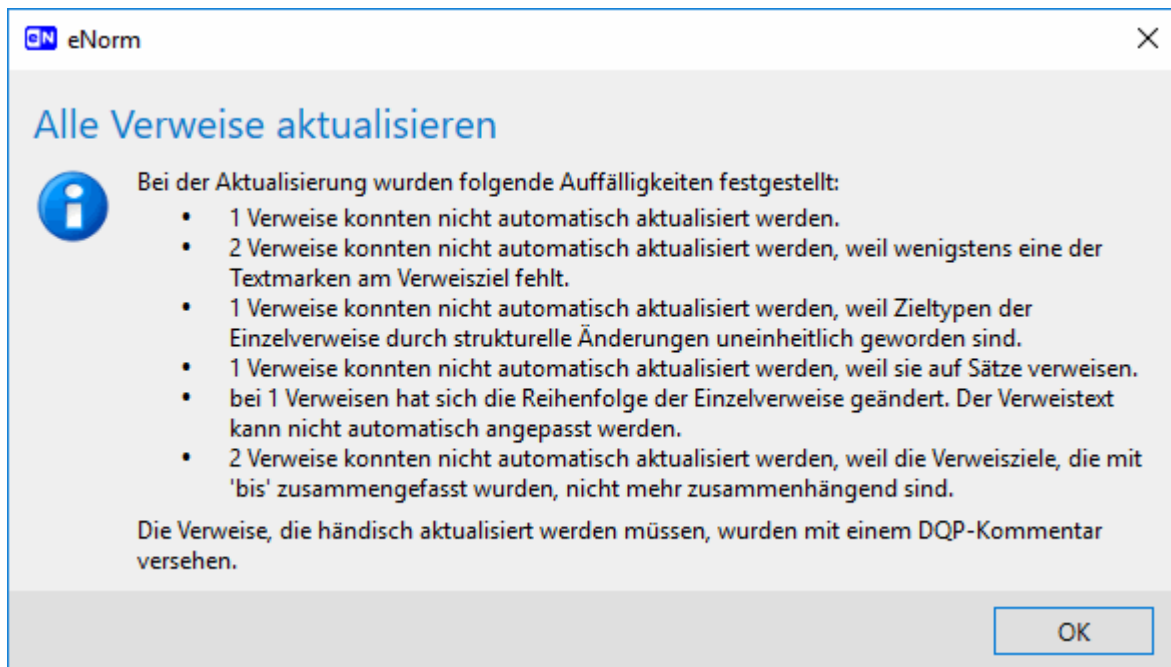 eN eNorm
Alle Verweise aktualisieren
Bei der Aktualisierung wurden folgende Auffälligkeiten festgestellt:
• 1 Verweise konnten nicht automatisch aktualisiert werden.
• 2 Verweise konnten nicht automatisch aktualisiert werden, weil wenigstens eine der
Textmarken am Verweisziel fehlt.
• 1 Verweise konnten nicht automatisch aktualisiert werden, weil Zieltypen der
Einzelverweise durch strukturelle Änderungen uneinheitlich geworden sind.
• 1 Verweise konnten nicht automatisch aktualisiert werden, weil sie auf Sätze verweisen.
• bei 1 Verweisen hat sich die Reihenfolge der Einzelverweise geändert. Der Verweistext
kann nicht automatisch angepasst werden.
• 2 Verweise konnten nicht automatisch aktualisiert werden, weil die Verweisziele, die mit
'bis' zusammengefasst wurden, nicht mehr zusammenhängend sind.
Die Verweise, die händisch aktualisiert werden müssen, wurden mit einem DQP-Kommentar
versehen.
OK